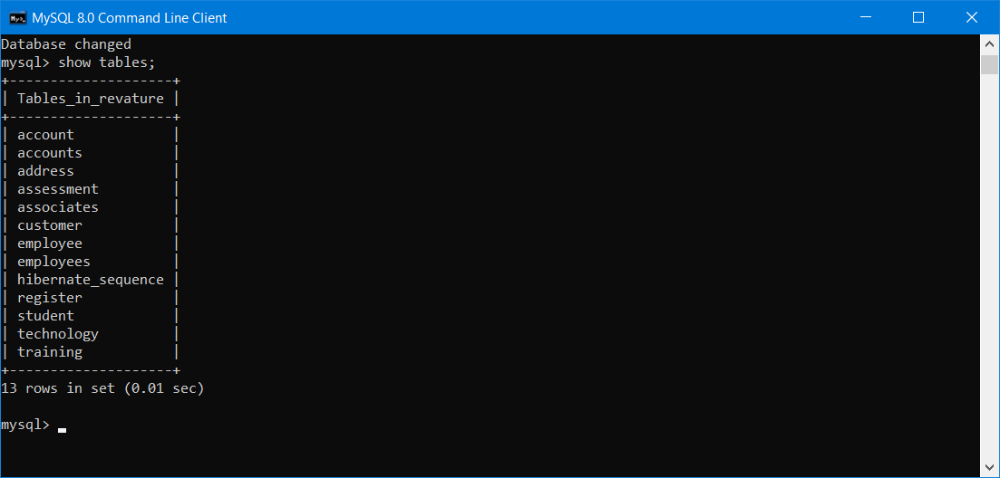 MySQL 8.0 Command Line Client
Database changed
mysql> show tables;
+--------------------+
| Tables_in_revature |
+--------------------+
| account            |
| accounts           |
| address            |
| assessment         |
| associates         |
| customer           |
| employee           |
| employees          |
| hibernate_sequence |
| register           |
| student            |
| technology         |
| training           |
+--------------------+
13 rows in set (0.01 sec)
mysql>